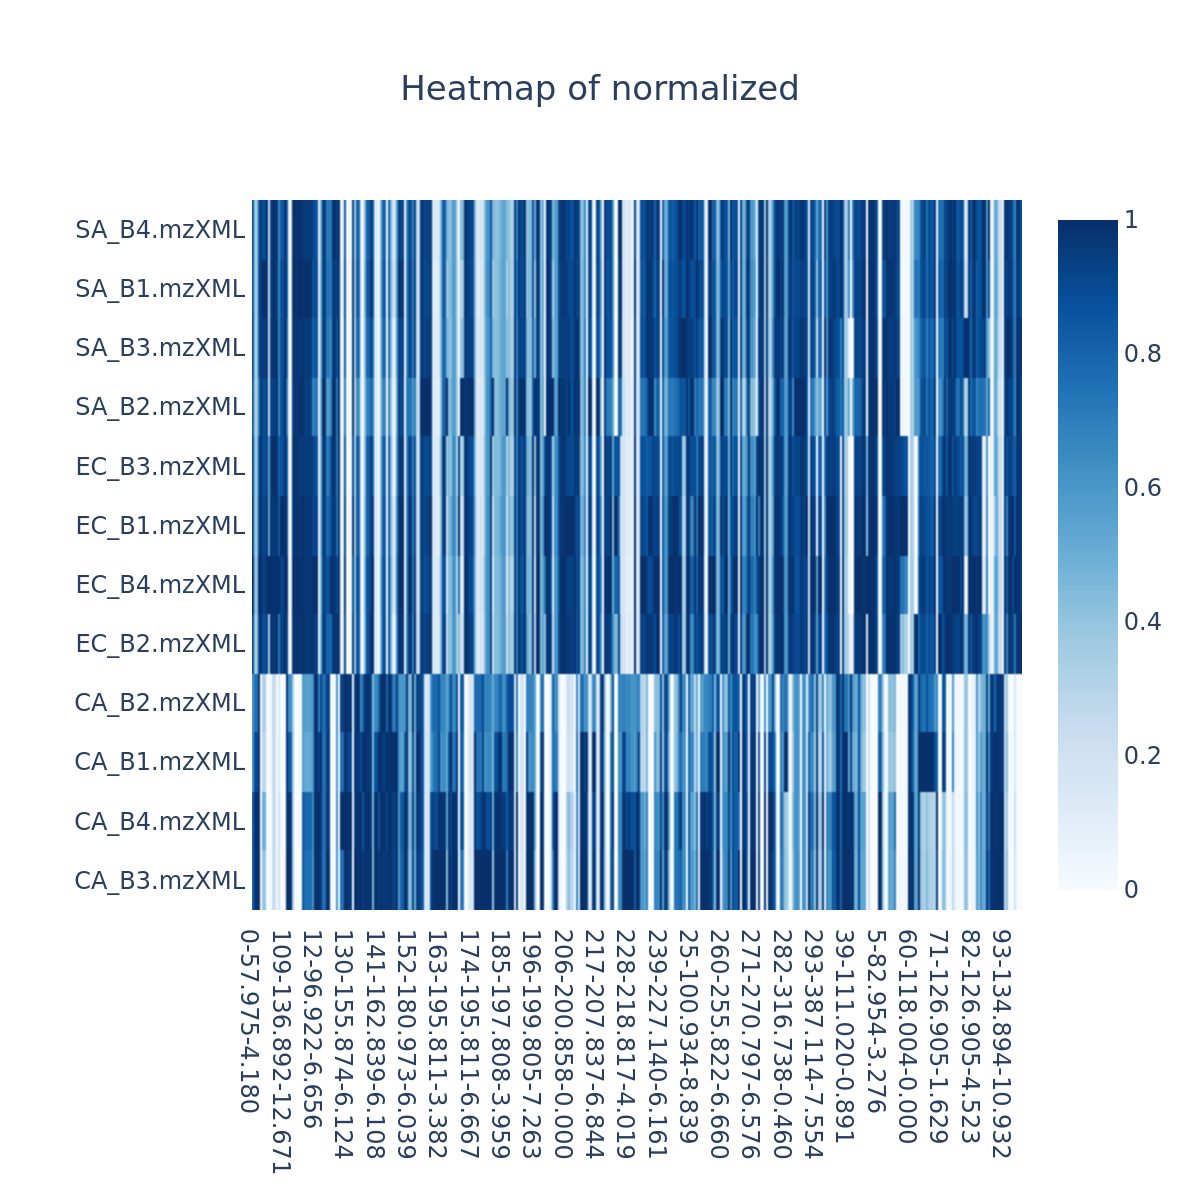 Heatmap of normalized
SA_B4.mzXML
SA_B1.mzXML
SA_B3.mzXML
SA_B2.mzXML
EC_B3.mzXML
EC_B1.mzXML
EC_B4.mzXML
EC_B2.mzXML
CA_B2.mzXML
CA_B1.mzXML
CA_B4.mzXML
CA_B3.mzXML
1
0.8
0.6
0.4
0.2
0
0-57.975-4.180
109-136.892-12.671
12-96.922-6.656
130-155.874-6.124
141-162.839-6.108
152-180.973-6.039
163-195.811-3.382
174-195.811-6.667
185-197.808-3.959
196-199.805-7.263
206-200.858-0.000
217-207.837-6.844
228-218.817-4.019
239-227.140-6.161
25-100.934-8.839
260-255.822-6.660
271-270.797-6.576
282-316.738-0.460
293-387.114-7.554
39-111.020-0.891
5-82.954-3.276
60-118.004-0.000
71-126.905-1.629
82-126.905-4.523
93-134.894-10.932